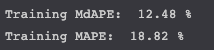 Training MdAPE:  12.48 %
Training MAPE:  18.82 %